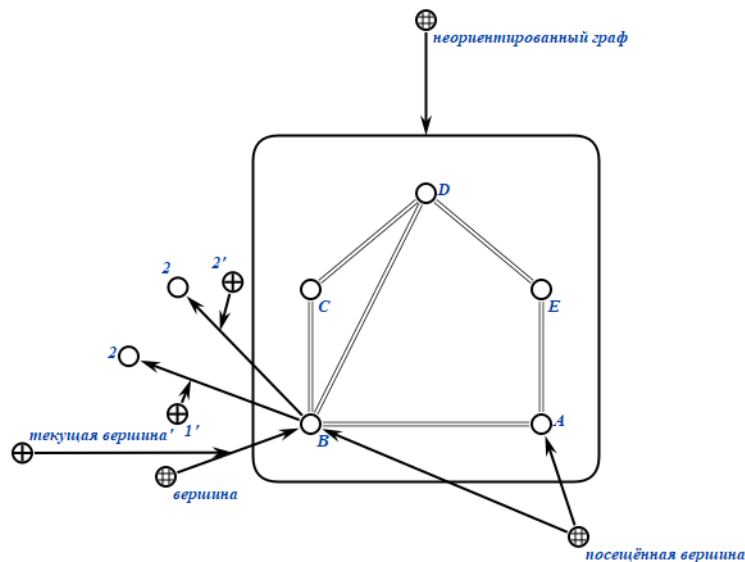 неориентированный граф
D
2
2'
C
E
2
1'
текущая вершина'
B
A
вершина
посещённая вершина